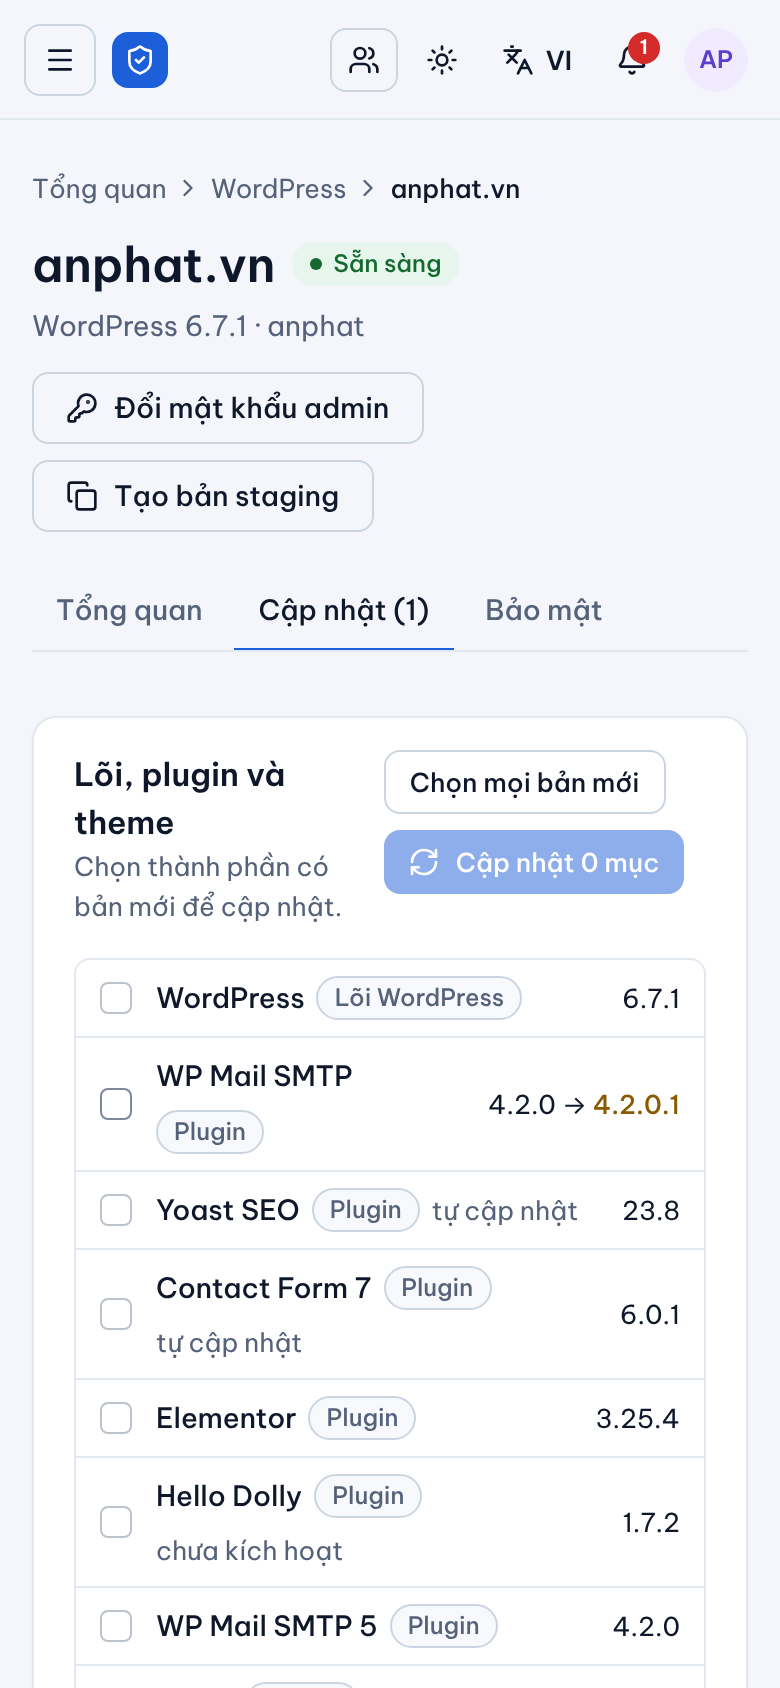 VI
1
AP
Tổng quan > WordPress > anphat.vn
anphat.vn
Sẵn sàng
WordPress 6.7.1 · anphat
Đổi mật khẩu admin
Tạo bản staging
Tổng quan
Cập nhật (1)
Bảo mật
Lõi, plugin và
theme
Chọn thành phần có
bản mới để cập nhật.
Chọn mọi bản mới
Cập nhật 0 mục
WordPress Lõi WordPress 6.7.1
WP Mail SMTP
Plugin
4.2.0 → 4.2.0.1
Yoast SEO Plugin tự cập nhật 23.8
Contact Form 7 Plugin
tự cập nhật
6.0.1
Elementor Plugin 3.25.4
Hello Dolly Plugin
chưa kích hoạt
1.7.2
WP Mail SMTP 5 Plugin 4.2.0